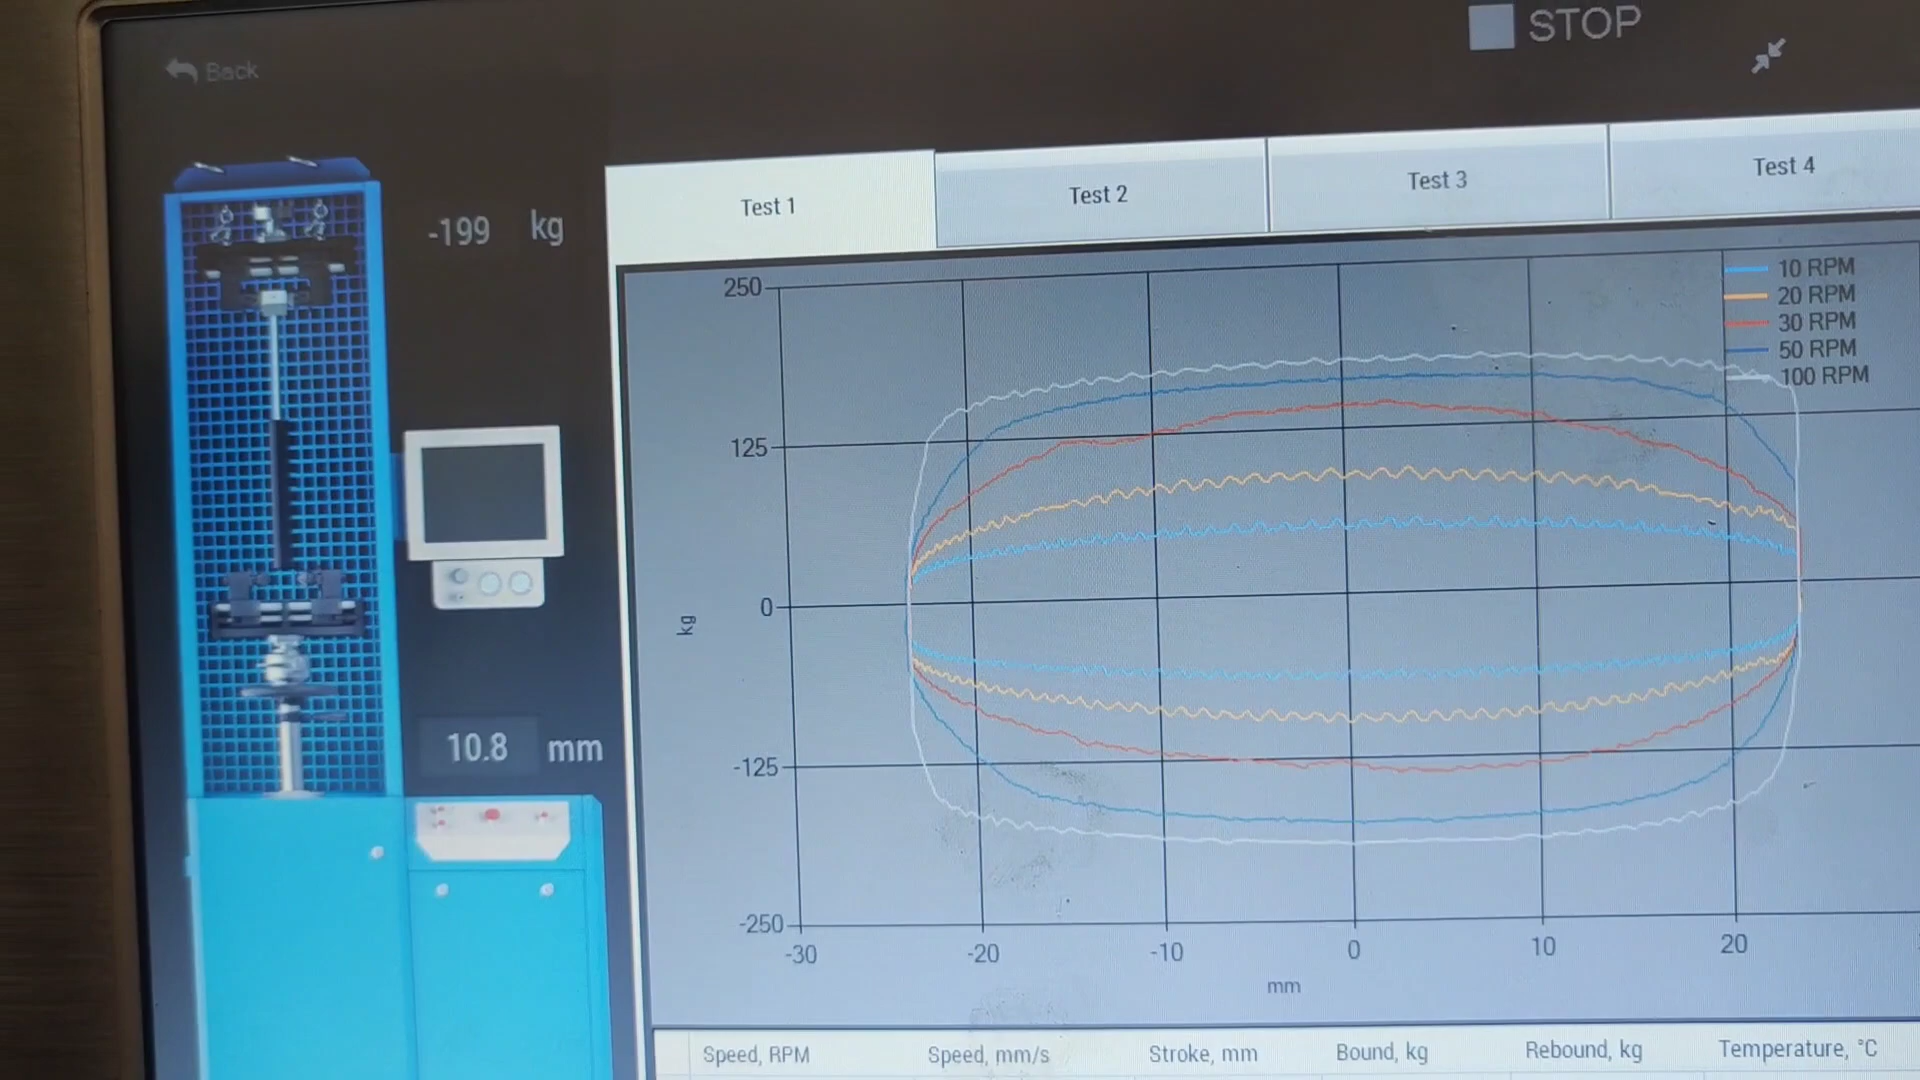 STOP
Back
-199 kg
Test 1
Test 2
Test 3
Test 4
10 RPM
20 RPM
30 RPM
50 RPM
100 RPM
250
125
0
-125
-250
kg
10.8 mm
-30
-20
-10
0
10
20
mm
Speed, RPM
Speed, mm/s
Stroke, mm
Bound, kg
Rebound, kg
Temperature, °C